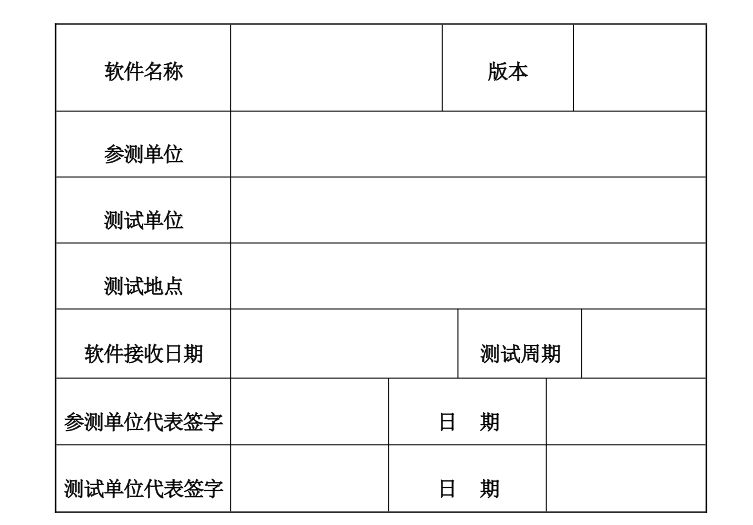 软件名称 版本
参测单位
测试单位
测试地点
软件接收日期 测试周期
参测单位代表签字 日 期
测试单位代表签字 日 期